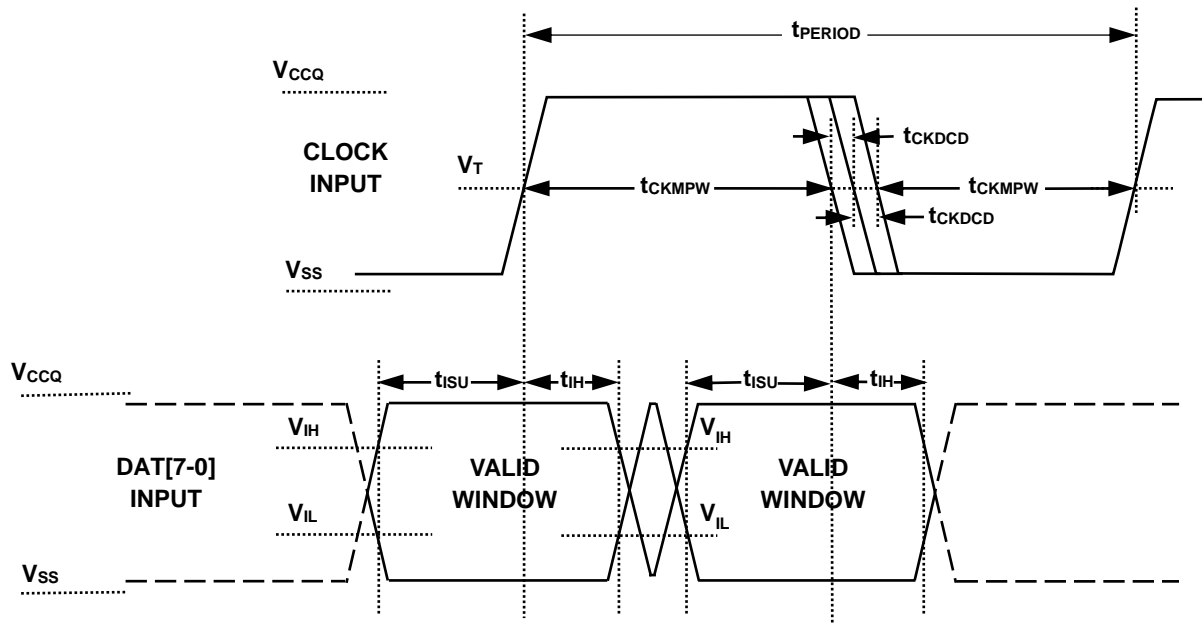 tPERIOD
VCCQ
CLOCK
INPUT
tCKDCD
VT
tCKMPW
tCKMPW
tCKDCD
VSS
VCCQ
tISU
tIH
tISU
tIH
VIH
VIH
DAT[7-0]
INPUT
VALID
WINDOW
VALID
WINDOW
VIL
VIL
VSS